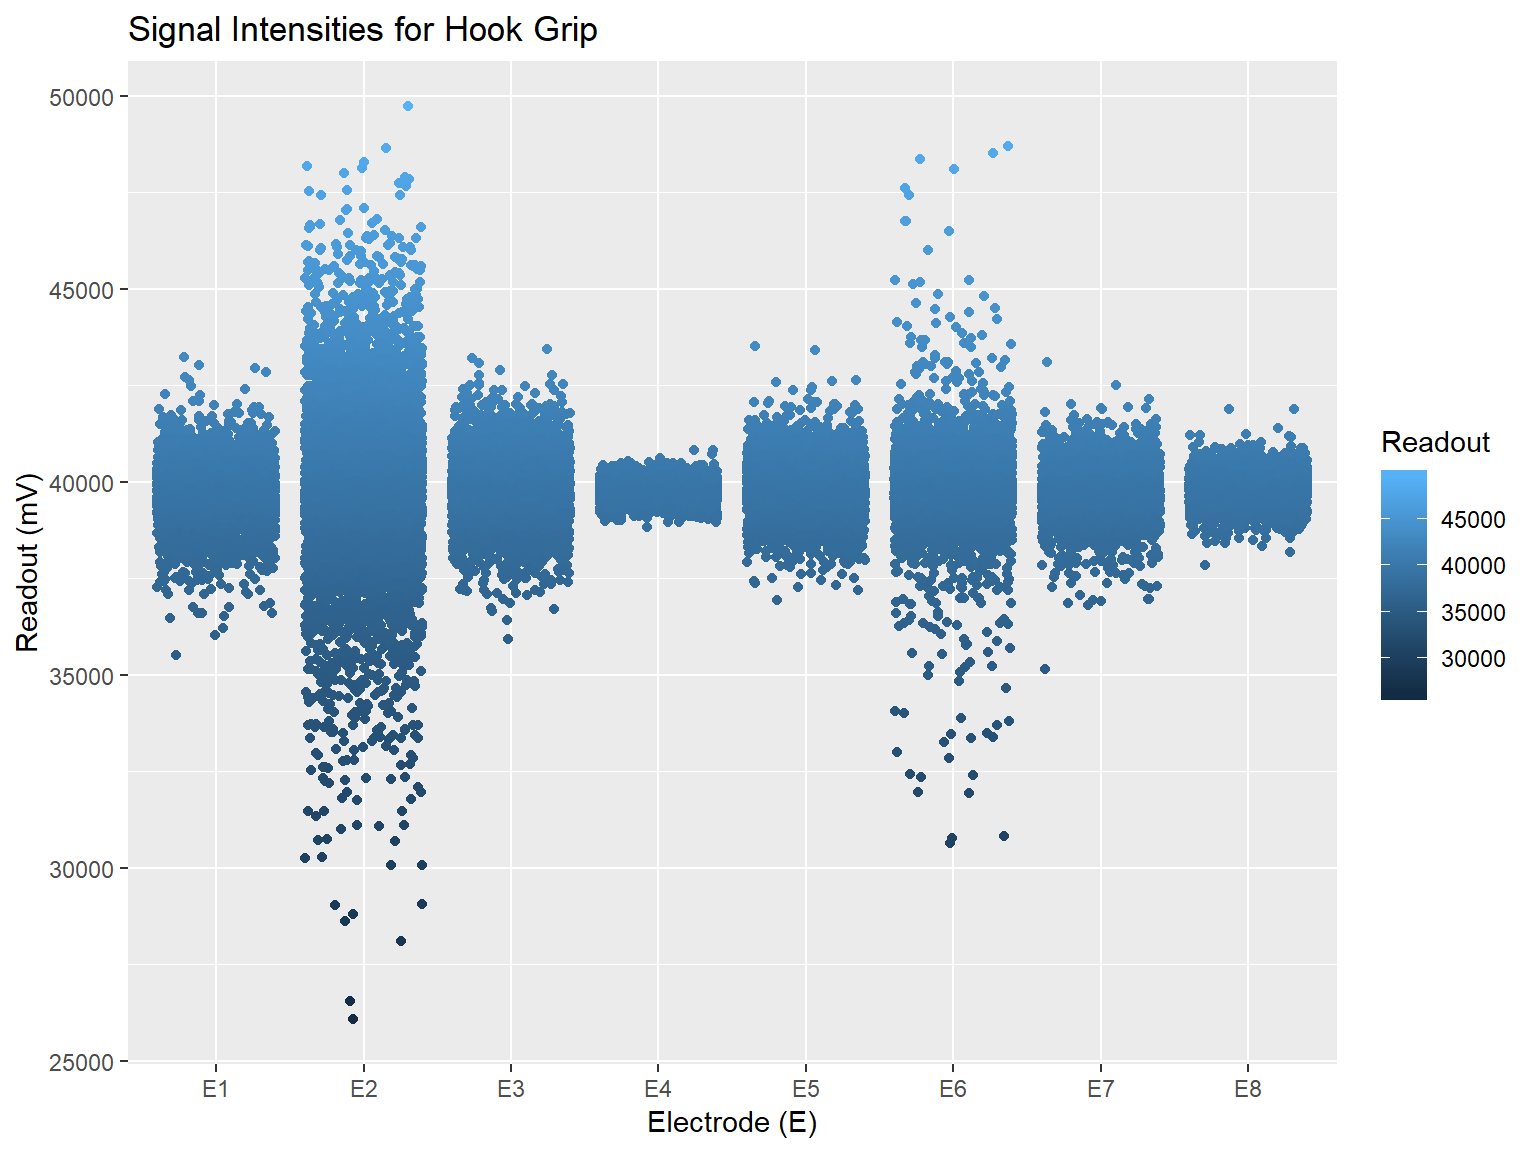 Signal Intensities for Hook Grip
50000
45000
40000
35000
30000
25000
Readout (mV)
E1 E2 E3 E4 E5 E6 E7 E8
Electrode (E)
Readout
45000
40000
35000
30000